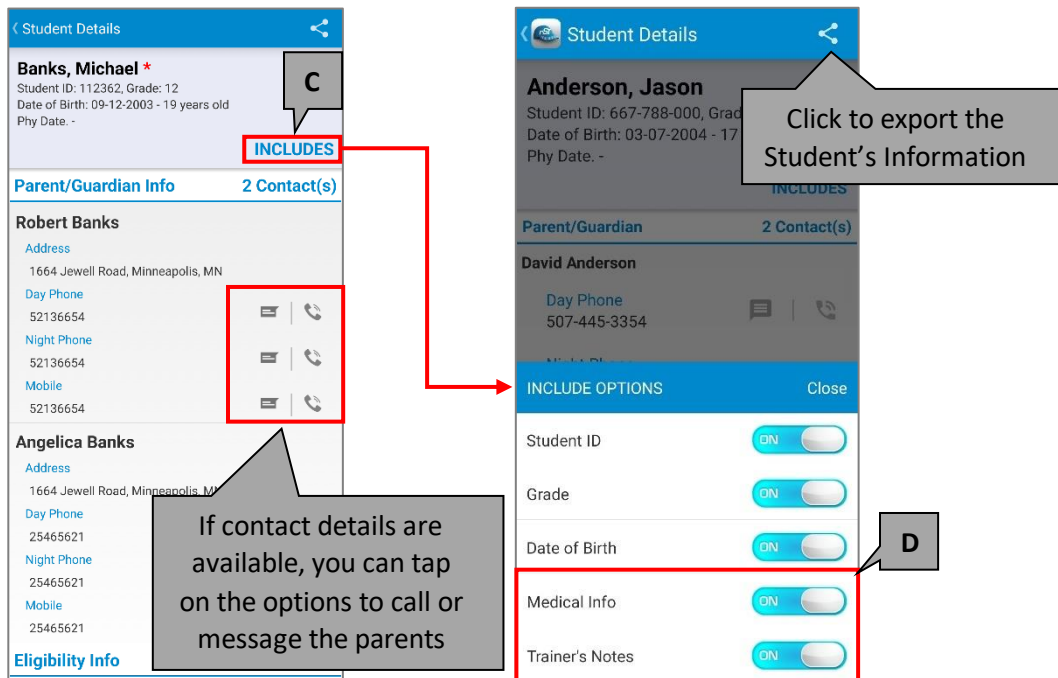 Student Details
Banks, Michael *
Student ID: 112362, Grade: 12
Date of Birth: 09-12-2003 - 19 years old
Phy Date. -
C
INCLUDES
Parent/Guardian Info 2 Contact(s)
Robert Banks
Address
1664 Jewell Road, Minneapolis, MN
Day Phone
52136654
Night Phone
52136654
Mobile
52136654
Angelica Banks
Address
1664 Jewell Road, Minneapolis, MN
Day Phone
25465621
Night Phone
25465621
Mobile
25465621
Eligibility Info
If contact details are
available, you can tap
on the options to call or
message the parents
Student Details
Anderson, Jason
Student ID: 667-788-000, Grad
Date of Birth: 03-07-2004 - 17
Phy Date. -
Click to export the
Student's Information
INCLUDES
Parent/Guardian 2 Contact(s)
David Anderson
Day Phone
507-445-3354
Night Phone
INCLUDE OPTIONS Close
Student ID ON
Grade ON
Date of Birth ON
D
Medical Info ON
Trainer's Notes ON